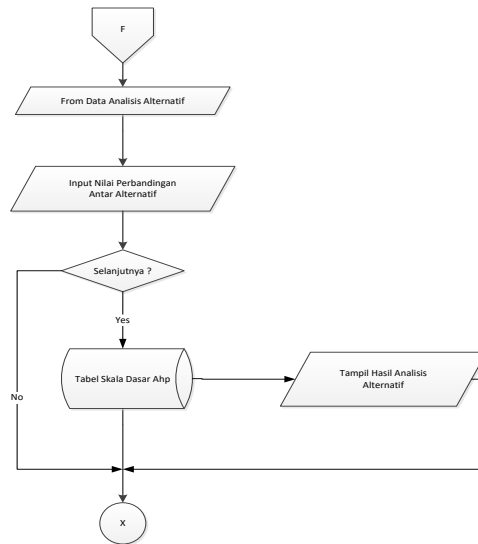 F
From Data Analisis Alternatif
Input Nilai Perbandingan
Antar Alternatif
Selanjutnya ?
Yes
No
Tabel Skala Dasar Ahp
Tampil Hasil Analisis
Alternatif
X